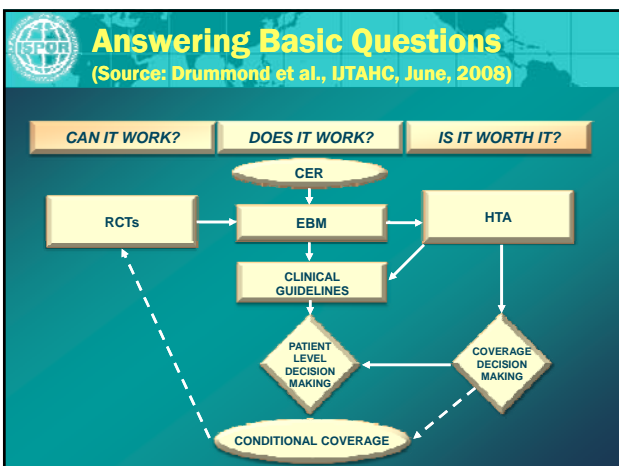 ISPOR
Answering Basic Questions
(Source: Drummond et al., IJTAHC, June, 2008)
CAN IT WORK?
DOES IT WORK?
IS IT WORTH IT?
CER
RCTs
EBM
HTA
CLINICAL
GUIDELINES
PATIENT
LEVEL
DECISION
MAKING
COVERAGE
DECISION
MAKING
CONDITIONAL COVERAGE